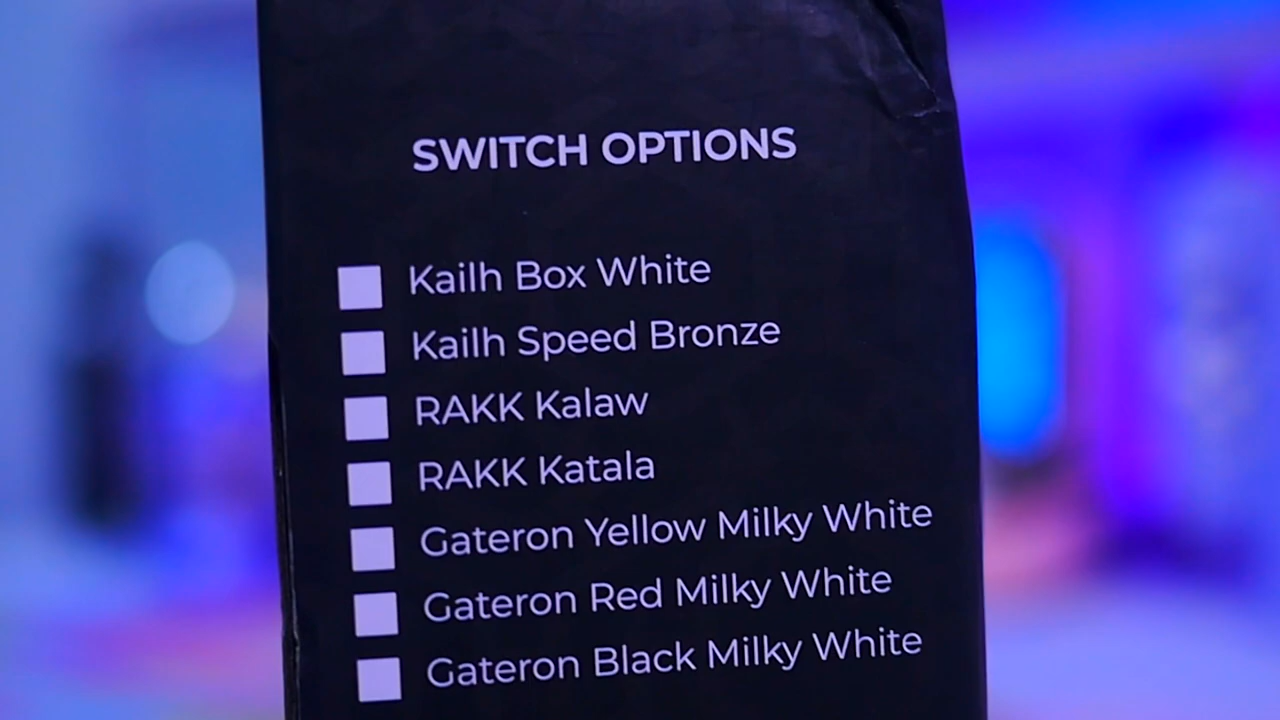 SWITCH OPTIONS
Kailh Box White
Kailh Speed Bronze
RAKK Kalaw
RAKK Katala
Gateron Yellow Milky White
Gateron Red Milky White
Gateron Black Milky White